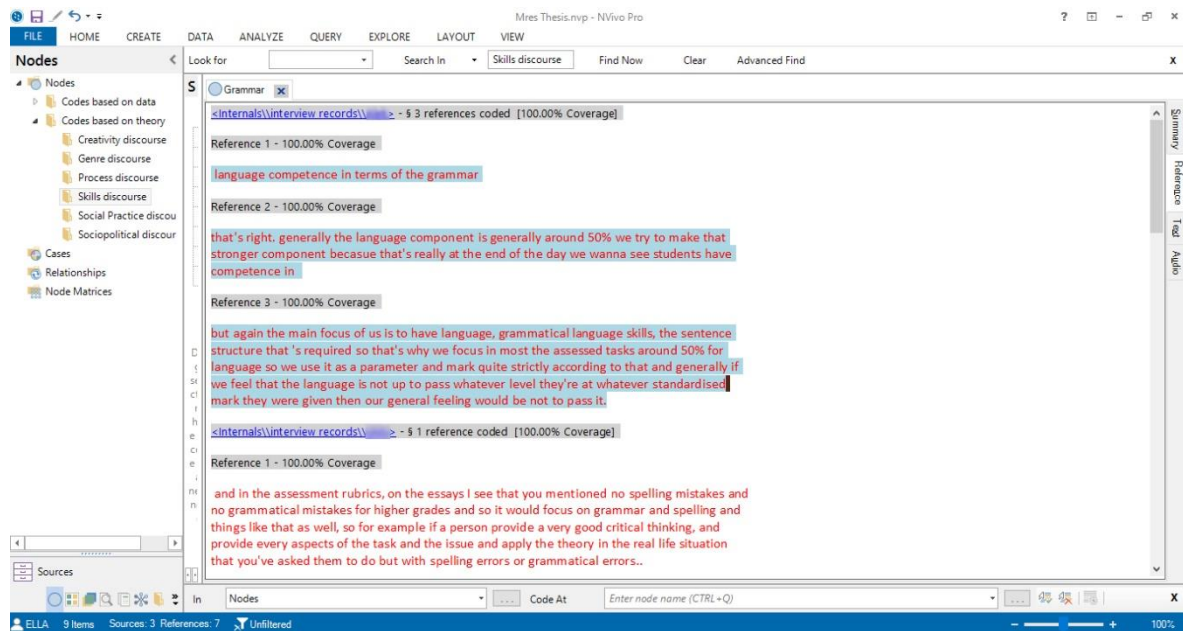 Mres Thesis.nvp - NVivo Pro
FILE HOME CREATE DATA ANALYZE QUERY EXPLORE LAYOUT VIEW
Nodes
Look for Search In Skills discourse Find Now Clear Advanced Find X
Nodes
Codes based on data
Codes based on theory
Creativity discourse
Genre discourse
Process discourse
Skills discourse
Social Practice discou
Sociopolitical discour
Cases
Relationships
Node Matrices
Sources
S
Grammar
<Internals\\interview records\\ > - § 3 references coded [100.00% Coverage]
Reference 1 - 100.00% Coverage
language competence in terms of the grammar
Reference 2 - 100.00% Coverage
that's right. generally the language component is generally around 50% we try to make that
stronger component becasue that's really at the end of the day we wanna see students have
competence in
Reference 3 - 100.00% Coverage
but again the main focus of us is to have language, grammatical language skills, the sentence
structure that 's required so that's why we focus in most the assessed tasks around 50% for
language so we use it as a parameter and mark quite strictly according to that and generally if
we feel that the language is not up to pass whatever level they're at whatever standardised
mark they were given then our general feeling would be not to pass it.
<Internals\\interview records\\ > - § 1 reference coded [100.00% Coverage]
Reference 1 - 100.00% Coverage
and in the assessment rubrics, on the essays I see that you mentioned no spelling mistakes and
no grammatical mistakes for higher grades and so it would focus on grammar and spelling and
things like that as well, so for example if a person provide a very good critical thinking, and
provide every aspects of the task and the issue and apply the theory in the real life situation
that you've asked them to do but with spelling errors or grammatical errors..
Summary
Reference
Text
Audio
In Nodes ... Code At Enter node name (CTRL+Q) ... X
ELLA 9 Items Sources: 3 References: 7 Unfiltered 100%